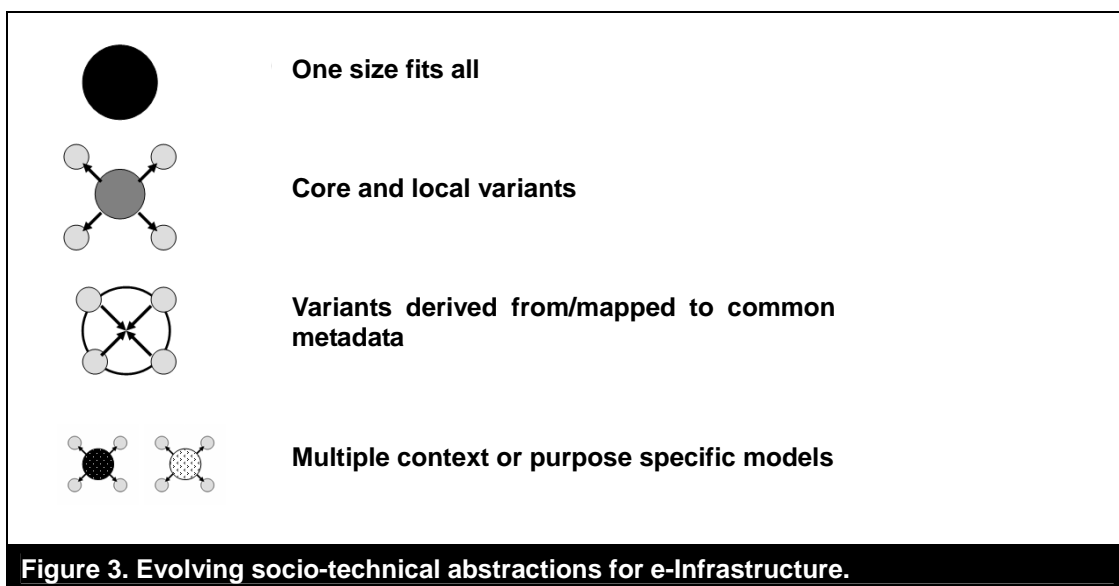 One size fits all
Core and local variants
Variants derived from/mapped to common
metadata
Multiple context or purpose specific models
Figure 3. Evolving socio-technical abstractions for e-Infrastructure.